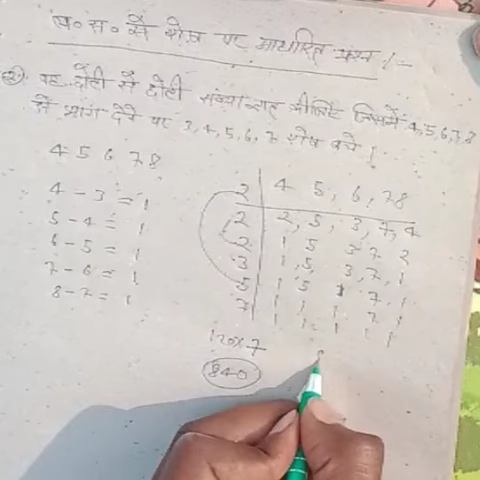 ल० स० से शेष पर आधारित प्रश्न :-
(2) वह छोटी से छोटी संख्या ज्ञात कीजिए जिसमें 4,5,6,7,8
से भाग देने पर 3,4,5,6,7 शेष बचे ।
4 5 6 7 8
4 - 3 = 1
5 - 4 = 1
6 - 5 = 1
7 - 6 = 1
8 - 7 = 1
2 | 4 5, 6, 7 8
2 | 2, 5, 3, 7, 4
2 | 1 5 3 7 2
3 | 1, 5, 3, 7, 1
5 | 1 5 1 7, 1
7 | 1, 1, 1 7, 1
1 1 1 1 1
120×7
840